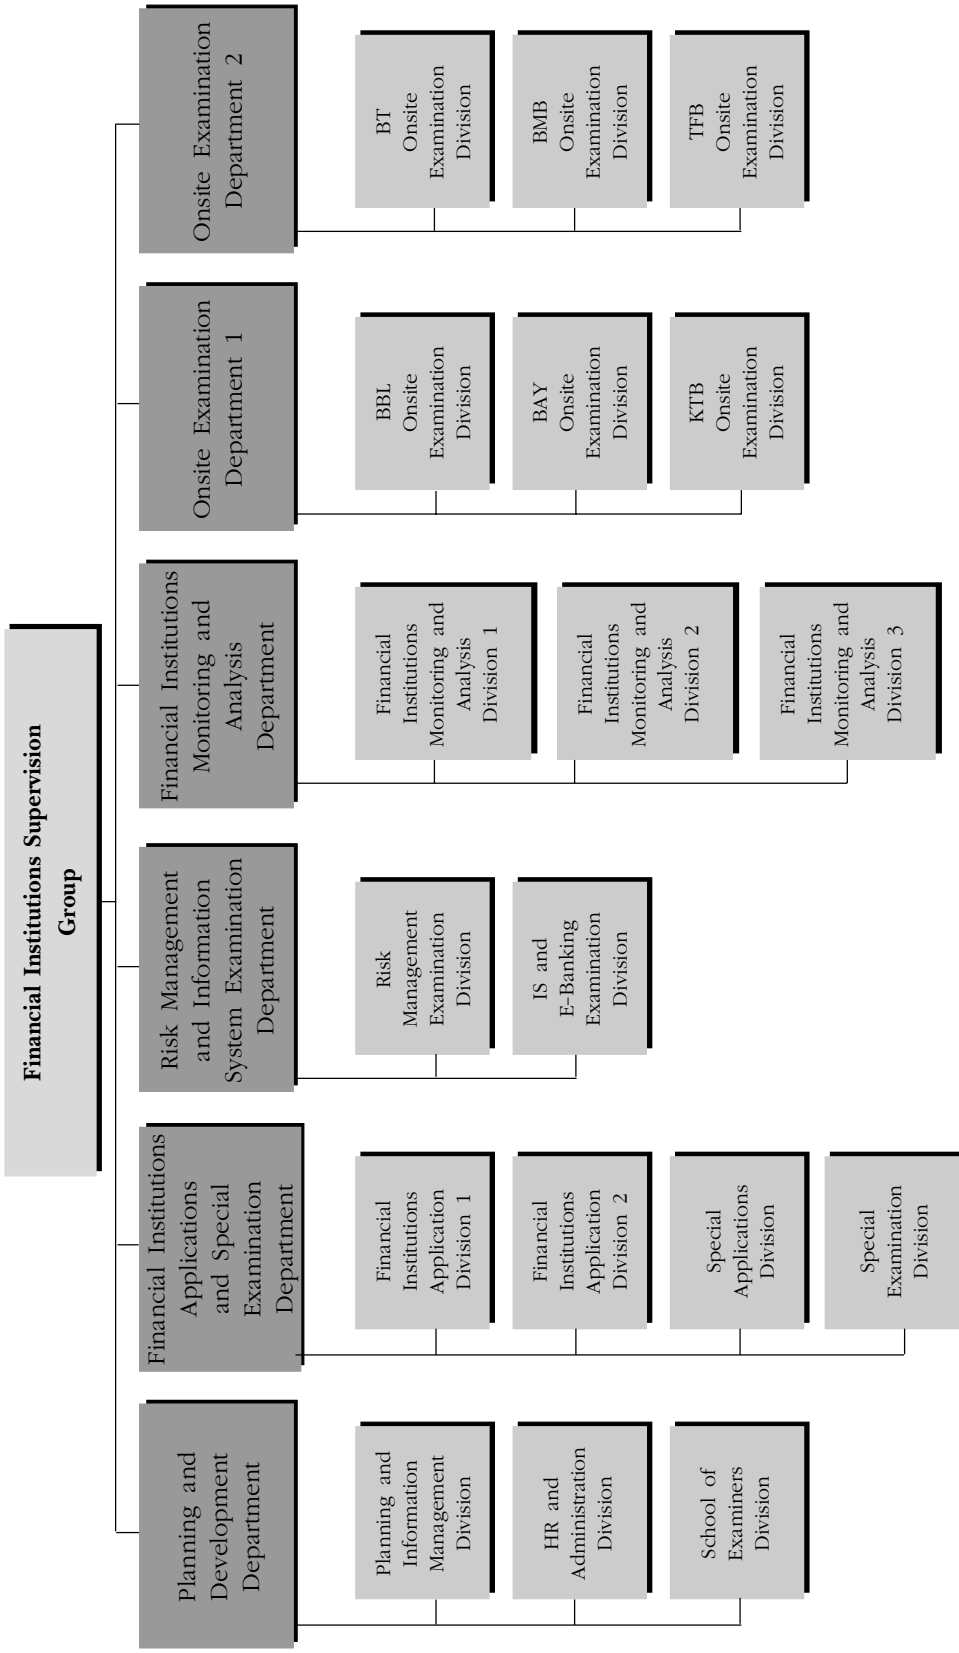 Financial Institutions Supervision
Group
Planning and
Development
Department
Planning and
Information
Management
Division
HR and
Administration
Division
School of
Examiners
Division
Financial Institutions
Applications
and Special
Examination
Department
Financial
Institutions
Application
Division 1
Financial
Institutions
Application
Division 2
Special
Applications
Division
Special
Examination
Division
Risk Management
and Information
System Examination
Department
Risk
Management
Examination
Division
IS and
E-Banking
Examination
Division
Financial Institutions
Monitoring and
Analysis
Department
Financial
Institutions
Monitoring and
Analysis
Division 1
Financial
Institutions
Monitoring and
Analysis
Division 2
Financial
Institutions
Monitoring and
Analysis
Division 3
Onsite Examination
Department 1
BBL
Onsite
Examination
Division
BAY
Onsite
Examination
Division
KTB
Onsite
Examination
Division
Onsite Examination
Department 2
BT
Onsite
Examination
Division
BMB
Onsite
Examination
Division
TFB
Onsite
Examination
Division